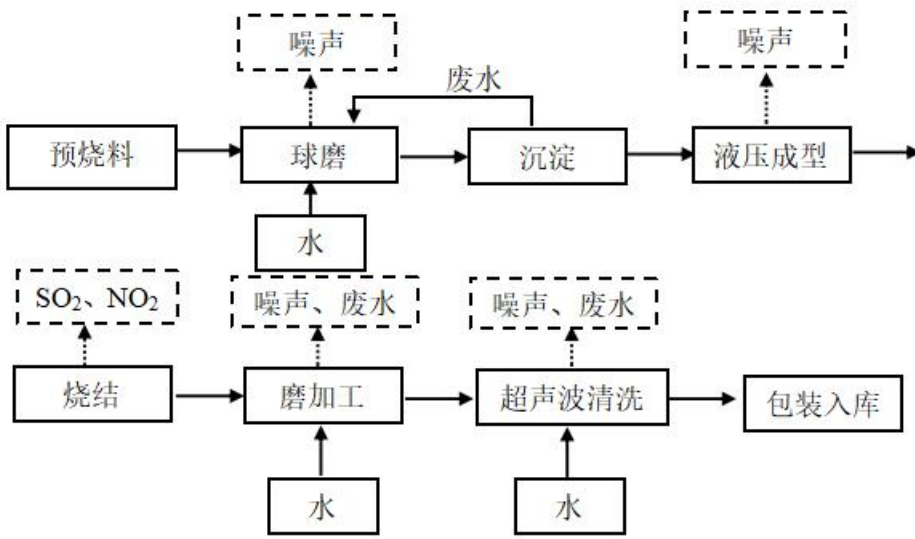 噪声
噪声
废水
预烧料
球磨
沉淀
液压成型
水
SO₂、NO₂
噪声、废水
噪声、废水
烧结
磨加工
超声波清洗
包装入库
水
水